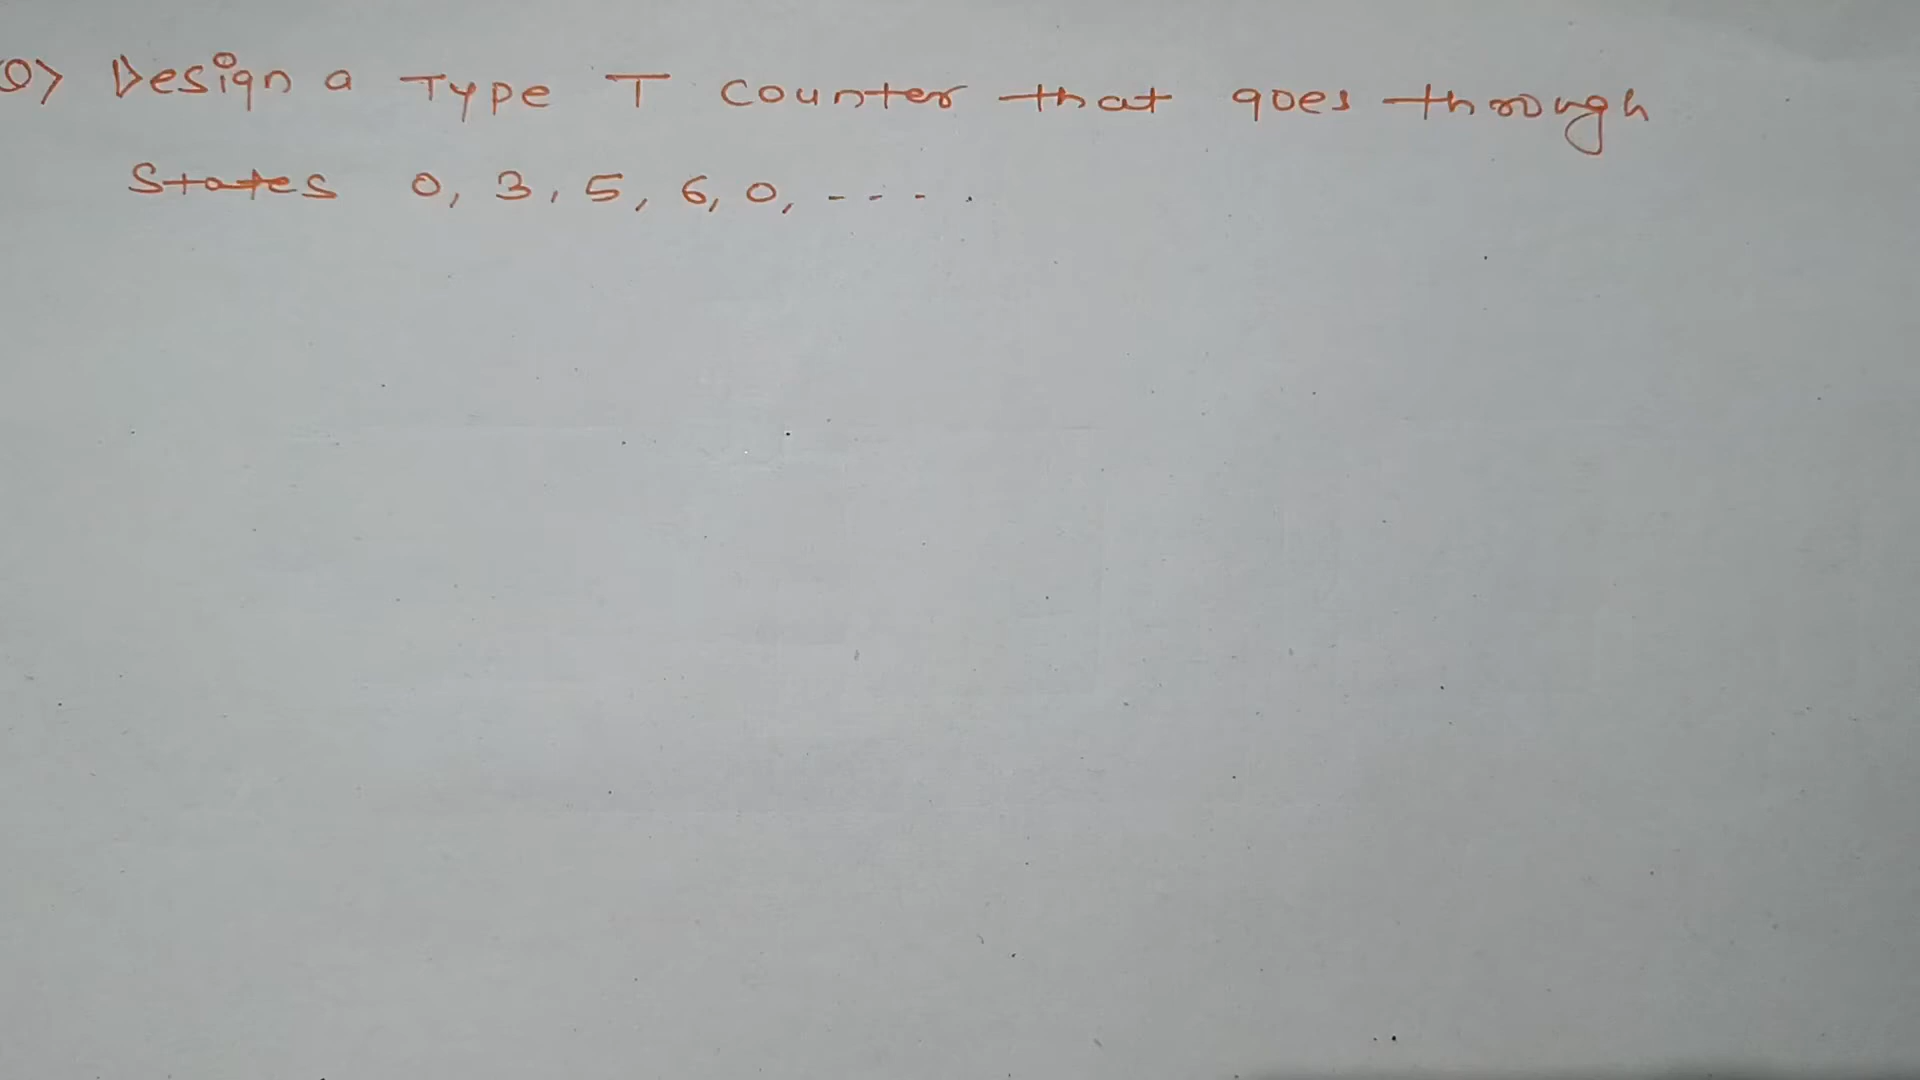 Q> Design a Type T counter that goes through
States 0, 3, 5, 6, 0, - - - .